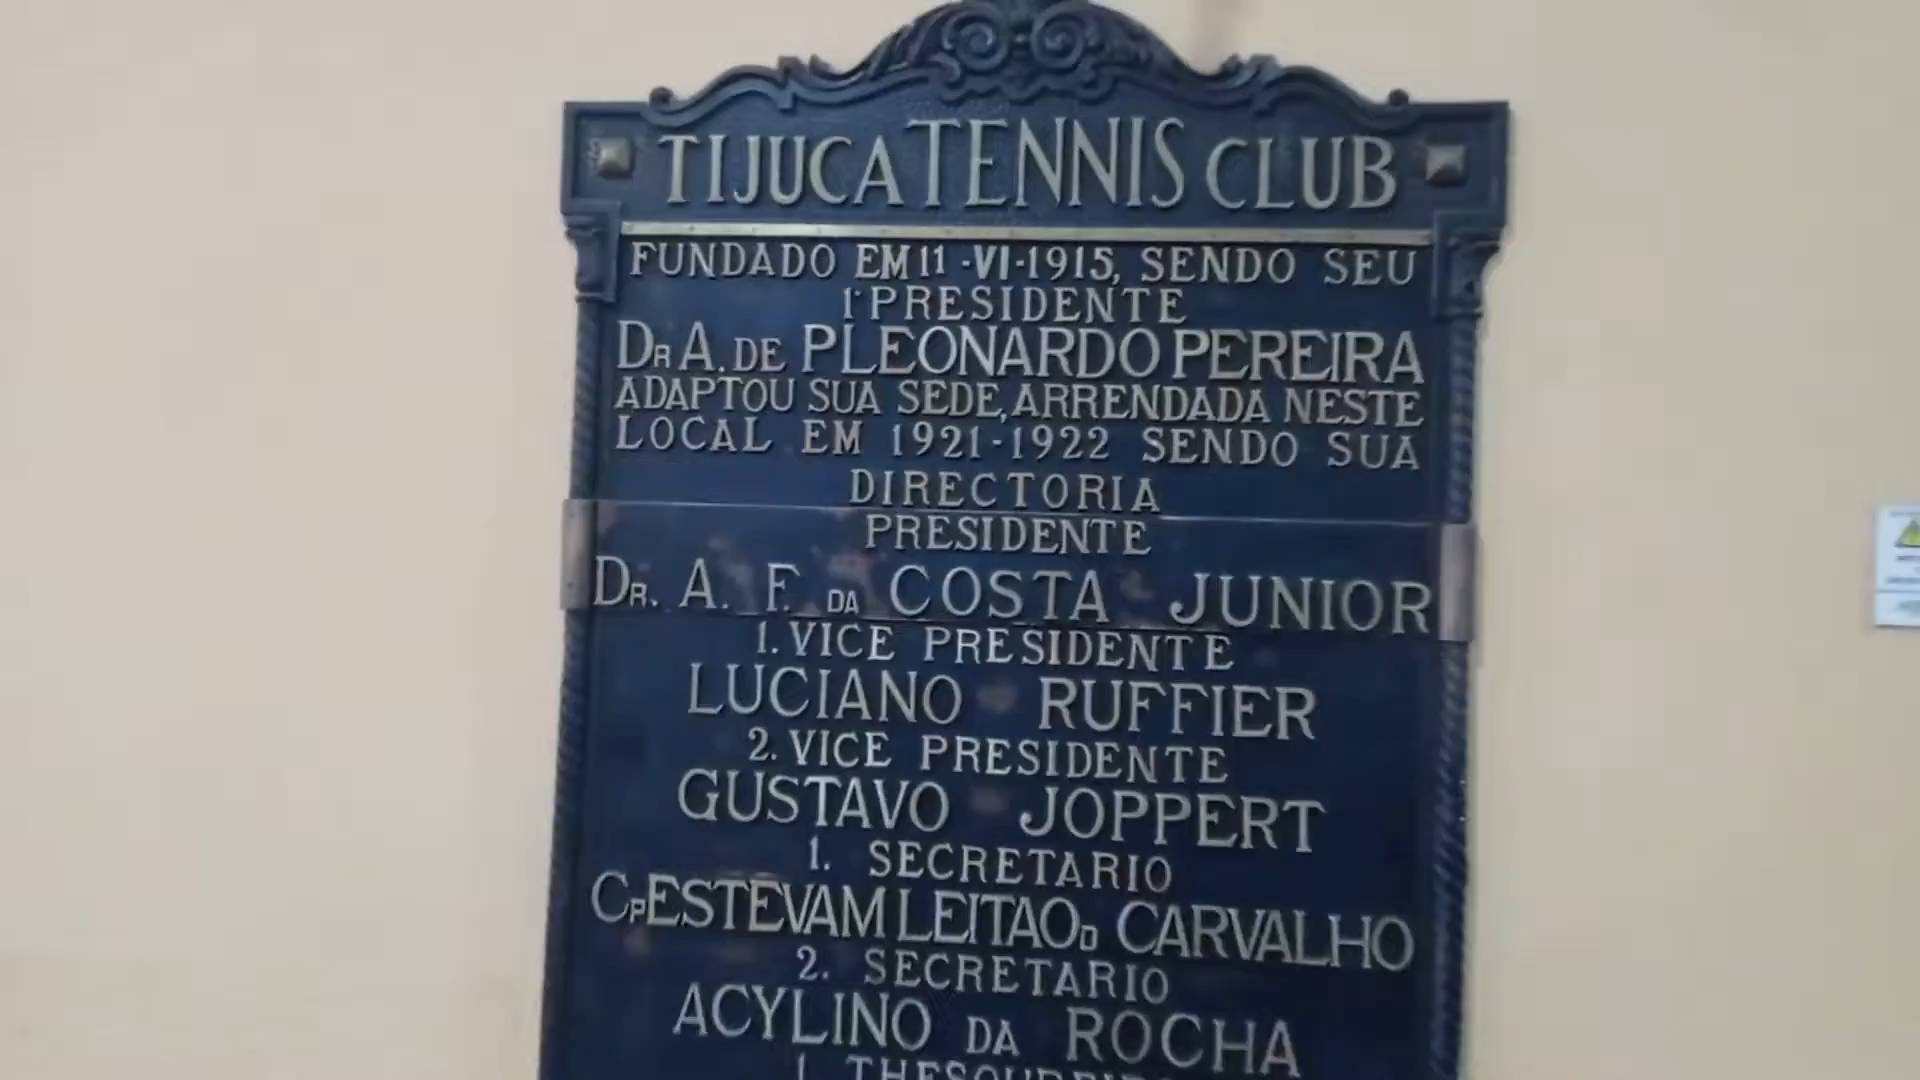 TIJUCA TENNIS CLUB
FUNDADO EM 11-VI-1915, SENDO SEU
1º PRESIDENTE
DR A. DE P LEONARDO PEREIRA
ADAPTOU SUA SEDE, ARRENDADA NESTE
LOCAL EM 1921-1922 SENDO SUA
DIRECTORIA
PRESIDENTE
DR. A. F. DA COSTA JUNIOR
1. VICE PRESIDENTE
LUCIANO RUFFIER
2. VICE PRESIDENTE
GUSTAVO JOPPERT
1. SECRETARIO
CP ESTEVAM LEITAO D CARVALHO
2. SECRETARIO
ACYLINO DA ROCHA
1.